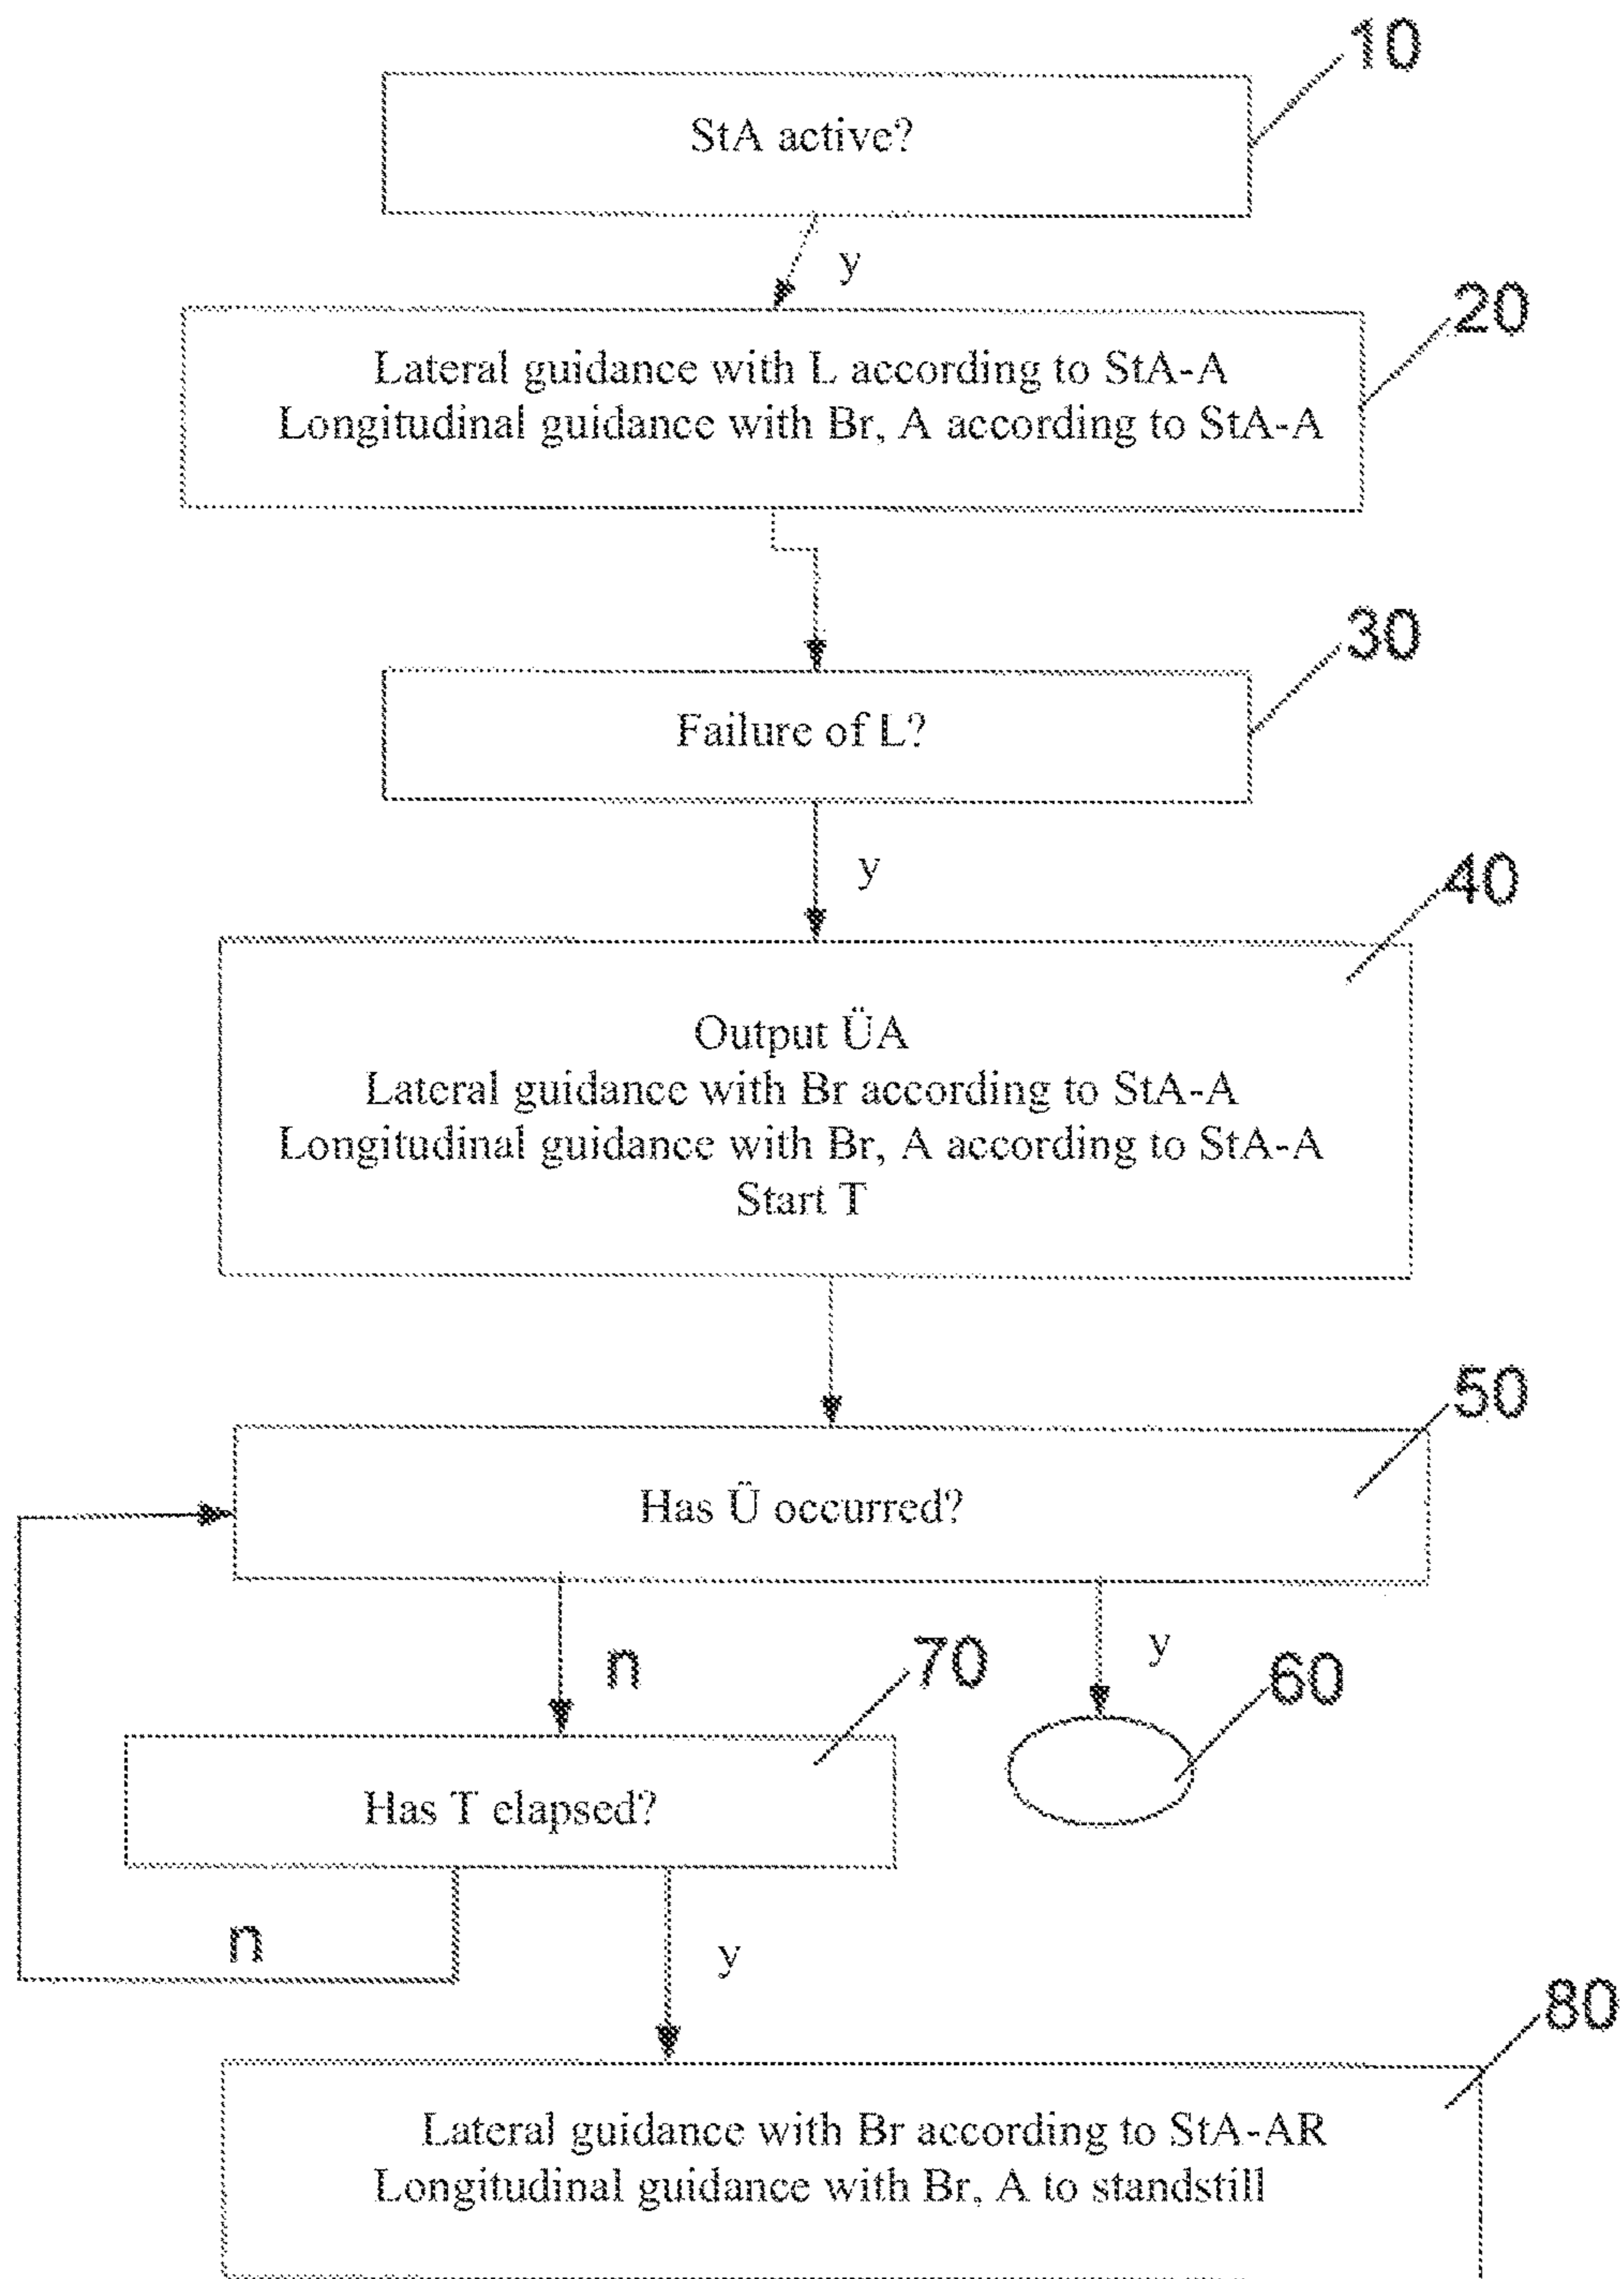 10
StA active?
y
20
Lateral guidance with L according to StA-A
Longitudinal guidance with Br, A according to StA-A
30
Failure of L?
y
40
Output ÜA
Lateral guidance with Br according to StA-A
Longitudinal guidance with Br, A according to StA-A
Start T
50
Has Ü occurred?
n
y
70
60
Has T elapsed?
n
y
80
Lateral guidance with Br according to StA-AR
Longitudinal guidance with Br, A to standstill